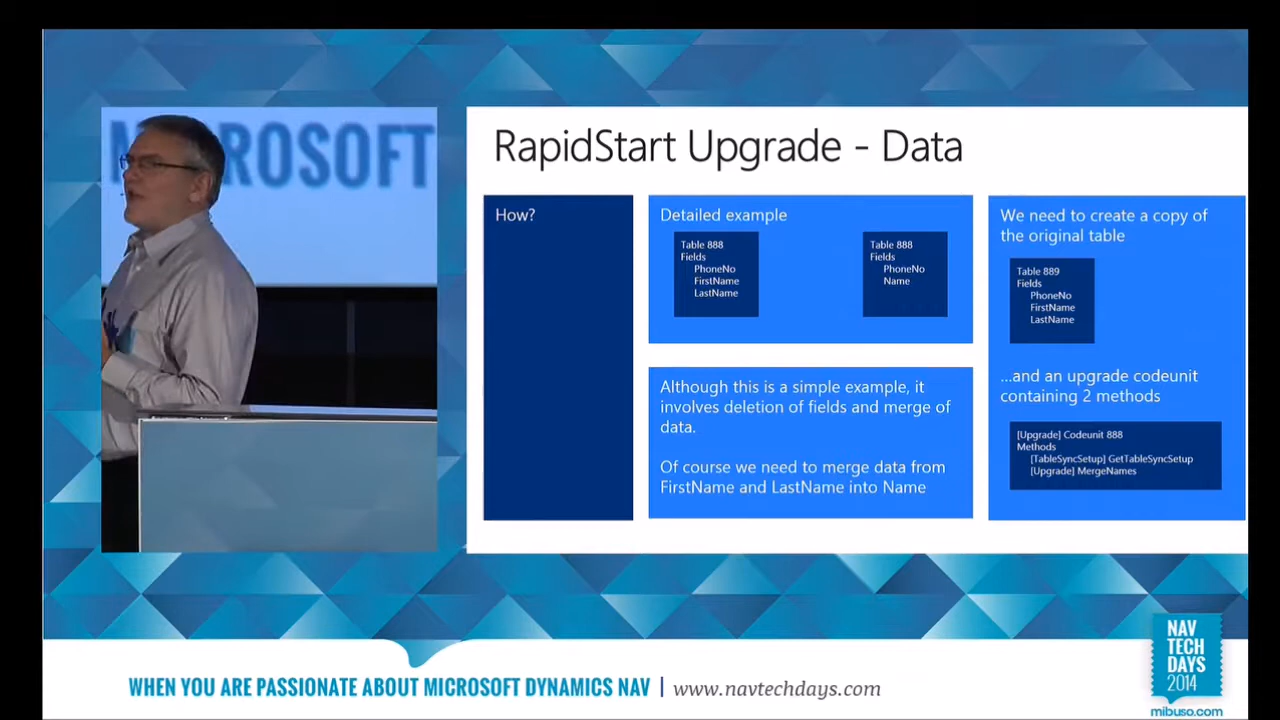 MICROSOFT
RapidStart Upgrade - Data
How?
Detailed example
Table 888
Fields
PhoneNo
FirstName
LastName
Table 888
Fields
PhoneNo
Name
Although this is a simple example, it
involves deletion of fields and merge of
data.
Of course we need to merge data from
FirstName and LastName into Name
We need to create a copy of
the original table
Table 889
Fields
PhoneNo
FirstName
LastName
...and an upgrade codeunit
containing 2 methods
[Upgrade] Codeunit 888
Methods
[TableSyncSetup] GetTableSyncSetup
[Upgrade] MergeNames
WHEN YOU ARE PASSIONATE ABOUT MICROSOFT DYNAMICS NAV | www.navtechdays.com
NAV
TECH
DAYS
2014
mibuso.com